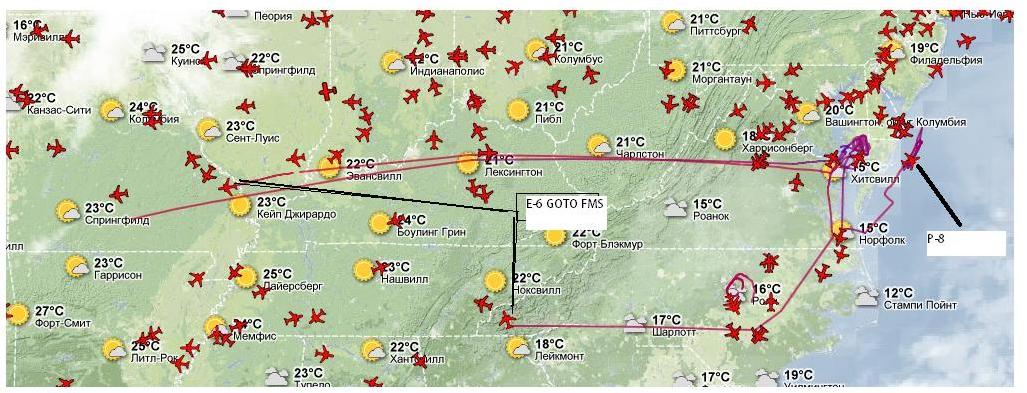 Нью-Йо
16°C
Мэривилл
Пеория
21°C
Питтсбург
25°C
Куинс
22°C
Спрингфилд
Индианаполис
21°C
Колумбус
19°C
Филадельфия
22°C
Канзас-Сити
24°C
Колумбия
21°C
Моргантаун
21°C
Пибл
20°C
Вашингтон, округ Колумбия
23°C
Сент-Луис
21°C
Чарлстон
18
Харрисонберг
22°C
Эвансвилл
21°C
Лексингтон
15°C
Хитсвилл
23°C
Спрингфилд
23°C
Кейп Джирардо
E-6 GOTO FMS
24°C
Боулинг Грин
22°C
Форт Блэкмур
15°C
Роанок
15°C
Норфолк
P-8
23°C
Гаррисон
25°C
Дайерсберг
23°C
Нашвилл
22°C
Ноксвилл
16°C
12°C
Стампи Пойнт
27°C
Форт-Смит
Мемфис
17°C
Шарлотт
25°C
Литл-Рок
22°C
18°C
Лейкмонт
23°C
Тупело
17°C
19°C
Уилмингтон